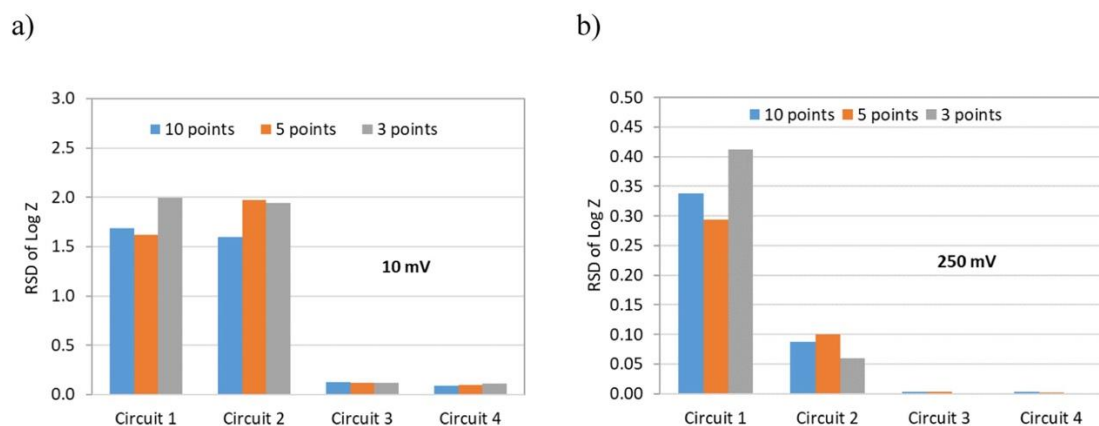 a)
3.0
10 points 5 points 3 points
2.5
2.0
1.5
10 mV
1.0
0.5
0.0
RSD of Log Z
Circuit 1 Circuit 2 Circuit 3 Circuit 4
b)
0.50
10 points 5 points 3 points
0.45
0.40
0.35
0.30
0.25
250 mV
0.20
0.15
0.10
0.05
0.00
RSD of Log Z
Circuit 1 Circuit 2 Circuit 3 Circuit 4